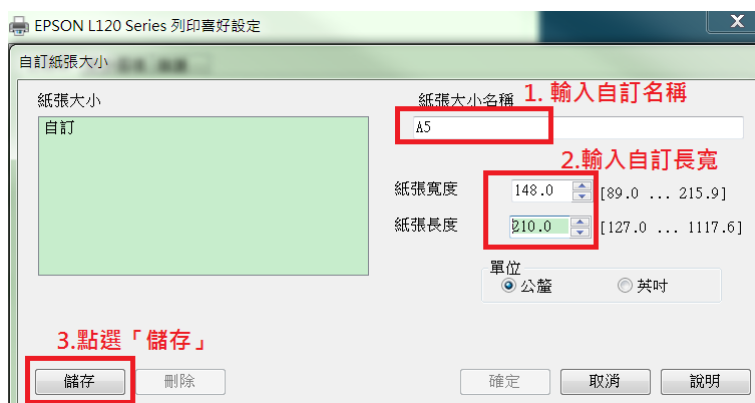 EPSON L120 Series 列印喜好設定
X
自訂紙張大小
紙張大小
紙張大小名稱
1. 輸入自訂名稱
自訂
A5
2.輸入自訂長寬
紙張寬度 148.0 [89.0 ... 215.9]
紙張長度 210.0 [127.0 ... 1117.6]
單位
公釐 英吋
3.點選「儲存」
儲存 刪除 確定 取消 說明